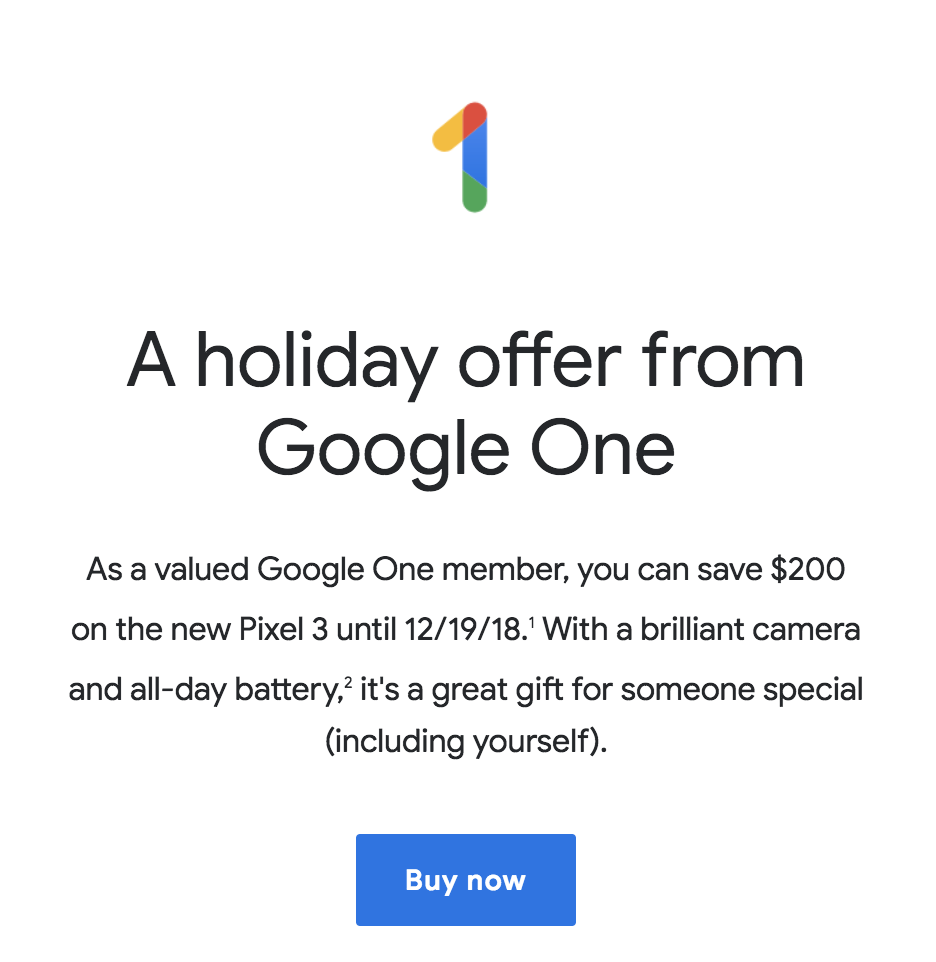 1
A holiday offer from
Google One
As a valued Google One member, you can save $200
on the new Pixel 3 until 12/19/18.¹ With a brilliant camera
and all-day battery,² it's a great gift for someone special
(including yourself).
Buy now